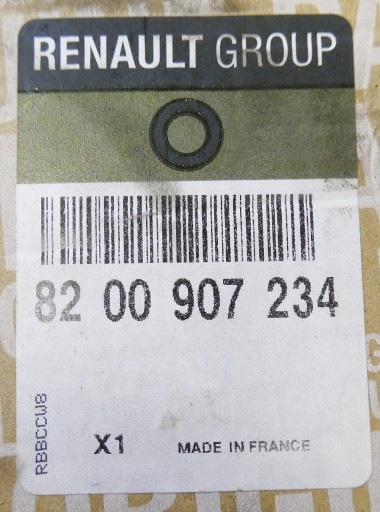 RENAULT GROUP
82 00 907 234
RBBCCW8
X1 MADE IN FRANCE